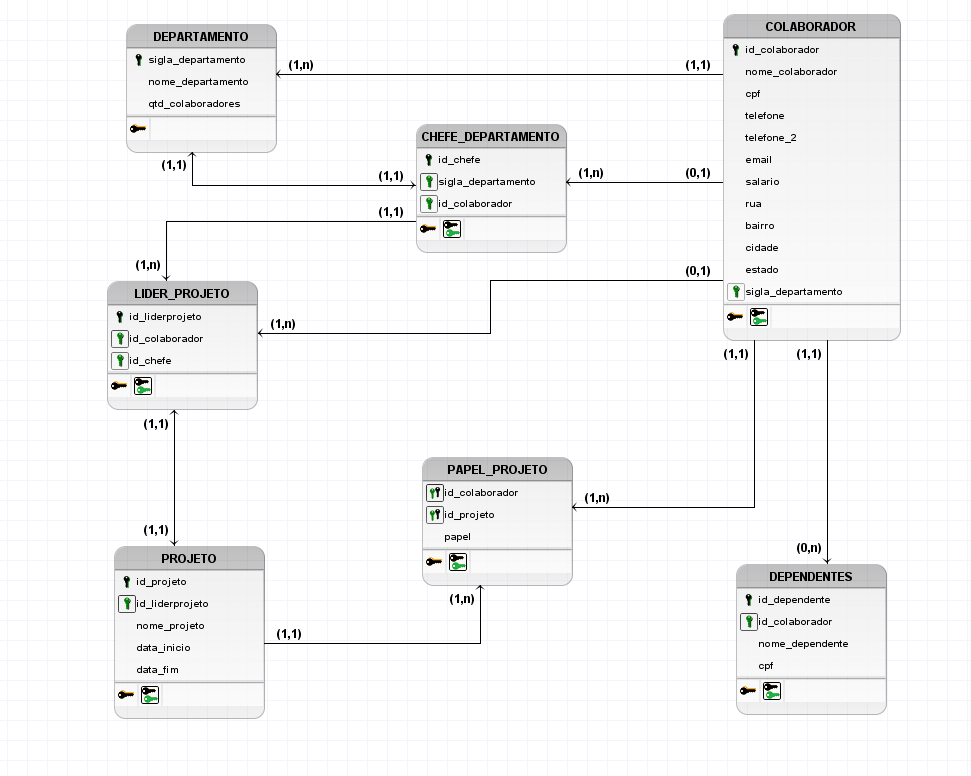 DEPARTAMENTO
sigla_departamento
nome_departamento
qtd_colaboradores
(1,n)
(1,1)
COLABORADOR
id_colaborador
nome_colaborador
cpf
telefone
telefone_2
email
salario
rua
bairro
cidade
estado
sigla_departamento
(1,1)
(1,1)
CHEFE_DEPARTAMENTO
id_chefe
sigla_departamento
id_colaborador
(1,n)
(0,1)
(1,1)
(1,n)
LIDER_PROJETO
id_liderprojeto
id_colaborador
id_chefe
(1,n)
(0,1)
(1,1)
(1,1)
(1,1)
(1,1)
PAPEL_PROJETO
id_colaborador
id_projeto
papel
(1,n)
(1,n)
(0,n)
PROJETO
id_projeto
id_liderprojeto
nome_projeto
data_inicio
data_fim
(1,1)
DEPENDENTES
id_dependente
id_colaborador
nome_dependente
cpf